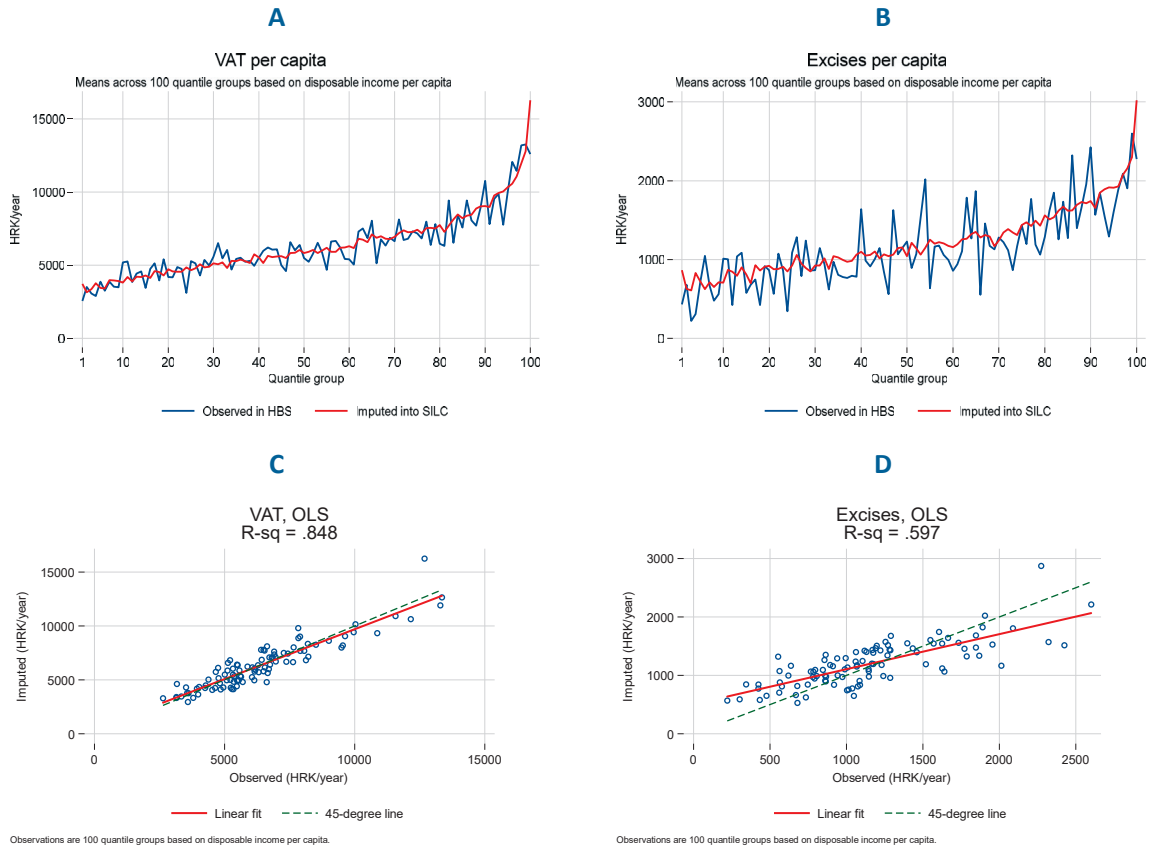 A
VAT per capita
Means across 100 quantile groups based on disposable income per capita
15000
10000
5000
0
HRK/year
1 10 20 30 40 50 60 70 80 90 100
Quantile group
Observed in HBS Imputed into SILC
B
Excises per capita
Means across 100 quantile groups based on disposable income per capita
3000
2000
1000
0
HRK/year
1 10 20 30 40 50 60 70 80 90 100
Quantile group
Observed in HBS Imputed into SILC
C
VAT, OLS
R-sq = .848
15000
10000
5000
0
Imputed (HRK/year)
0 5000 10000 15000
Observed (HRK/year)
Linear fit 45-degree line
Observations are 100 quantile groups based on disposable income per capita.
D
Excises, OLS
R-sq = .597
3000
2000
1000
0
Imputed (HRK/year)
0 500 1000 1500 2000 2500
Observed (HRK/year)
Linear fit 45-degree line
Observations are 100 quantile groups based on disposable income per capita.